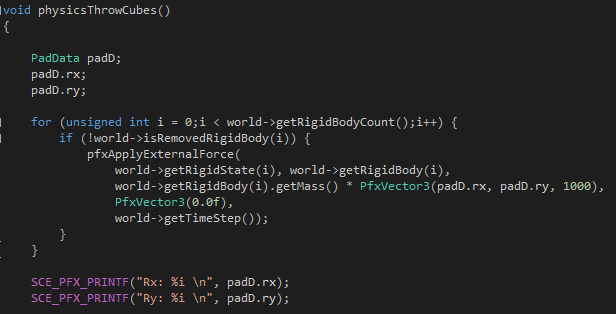 void physicsThrowCubes()
{
PadData padD;
padD.rx;
padD.ry;
for (unsigned int i = 0;i < world->getRigidBodyCount();i++) {
if (!world->isRemovedRigidBody(i)) {
pfxApplyExternalForce(
world->getRigidState(i), world->getRigidBody(i),
world->getRigidBody(i).getMass() * PfxVector3(padD.rx, padD.ry, 1000),
PfxVector3(0.0f),
world->getTimeStep());
}
}
SCE_PFX_PRINTF("Rx: %i \n", padD.rx);
SCE_PFX_PRINTF("Ry: %i \n", padD.ry);